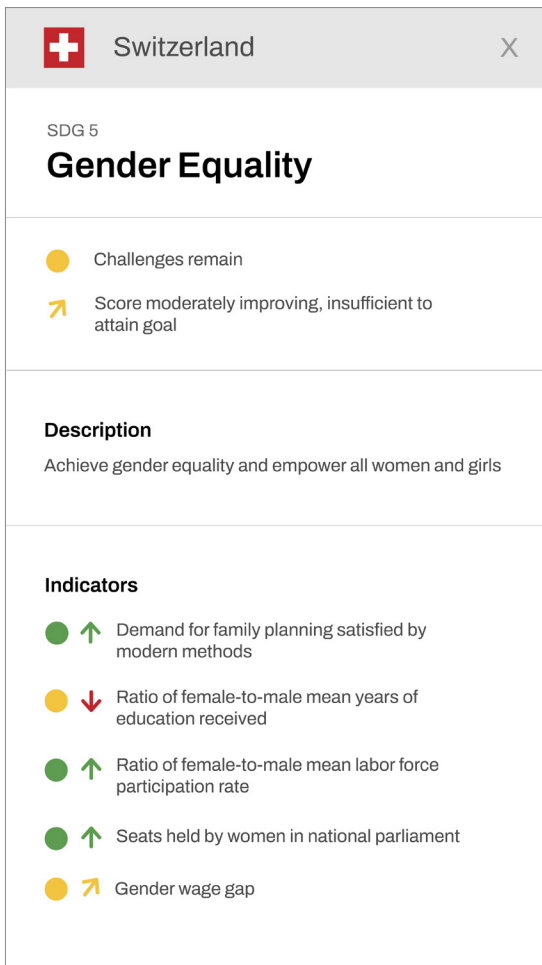 Switzerland X
SDG 5
Gender Equality
Challenges remain
Score moderately improving, insufficient to
attain goal
Description
Achieve gender equality and empower all women and girls
Indicators
Demand for family planning satisfied by
modern methods
Ratio of female-to-male mean years of
education received
Ratio of female-to-male mean labor force
participation rate
Seats held by women in national parliament
Gender wage gap